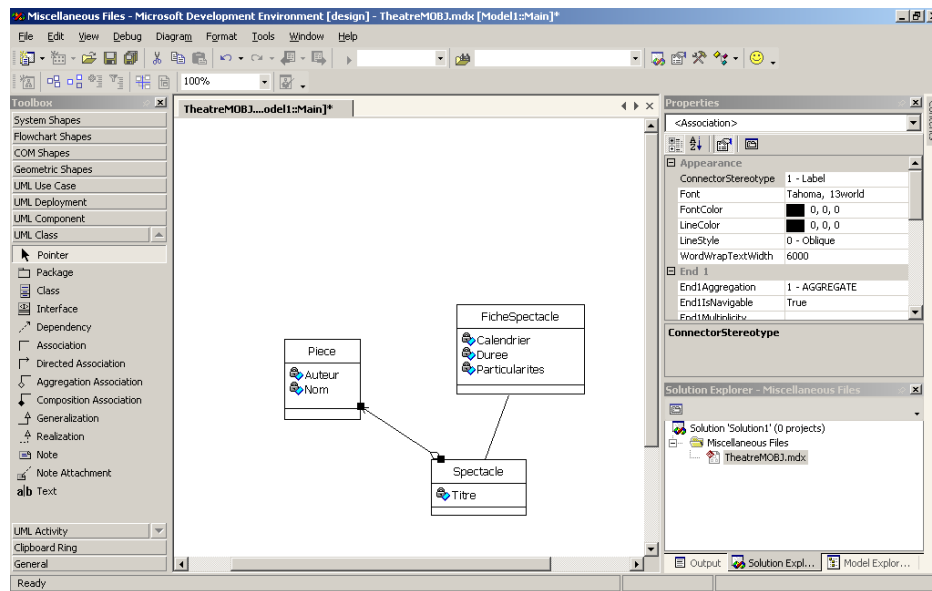 Miscellaneous Files - Microsoft Development Environment [design] - TheatreMOBJ.mdx [Model1::Main]*
File Edit View Debug Diagram Format Tools Window Help
100%
Toolbox
System Shapes
Flowchart Shapes
COM Shapes
Geometric Shapes
UML Use Case
UML Deployment
UML Component
UML Class
Pointer
Package
Class
Interface
Dependency
Association
Directed Association
Aggregation Association
Composition Association
Generalization
Realization
Note
Note Attachment
ab Text
UML Activity
Clipboard Ring
General
TheatreMOBJ....odel1::Main]*
FicheSpectacle
Calendrier
Duree
Particularites
Piece
Auteur
Nom
Spectacle
Titre
Properties
<Association>
Appearance
ConnectorStereotype 1 - Label
Font Tahoma, 13world
FontColor 0, 0, 0
LineColor 0, 0, 0
LineStyle 0 - Oblique
WordWrapTextWidth 6000
End 1
End1Aggregation 1 - AGGREGATE
End1IsNavigable True
End1Multiplicity
ConnectorStereotype
Solution Explorer - Miscellaneous Files
Solution 'Solution1' (0 projects)
Miscellaneous Files
TheatreMOBJ.mdx
Output Solution Expl... Model Explor...
Contents
Ready